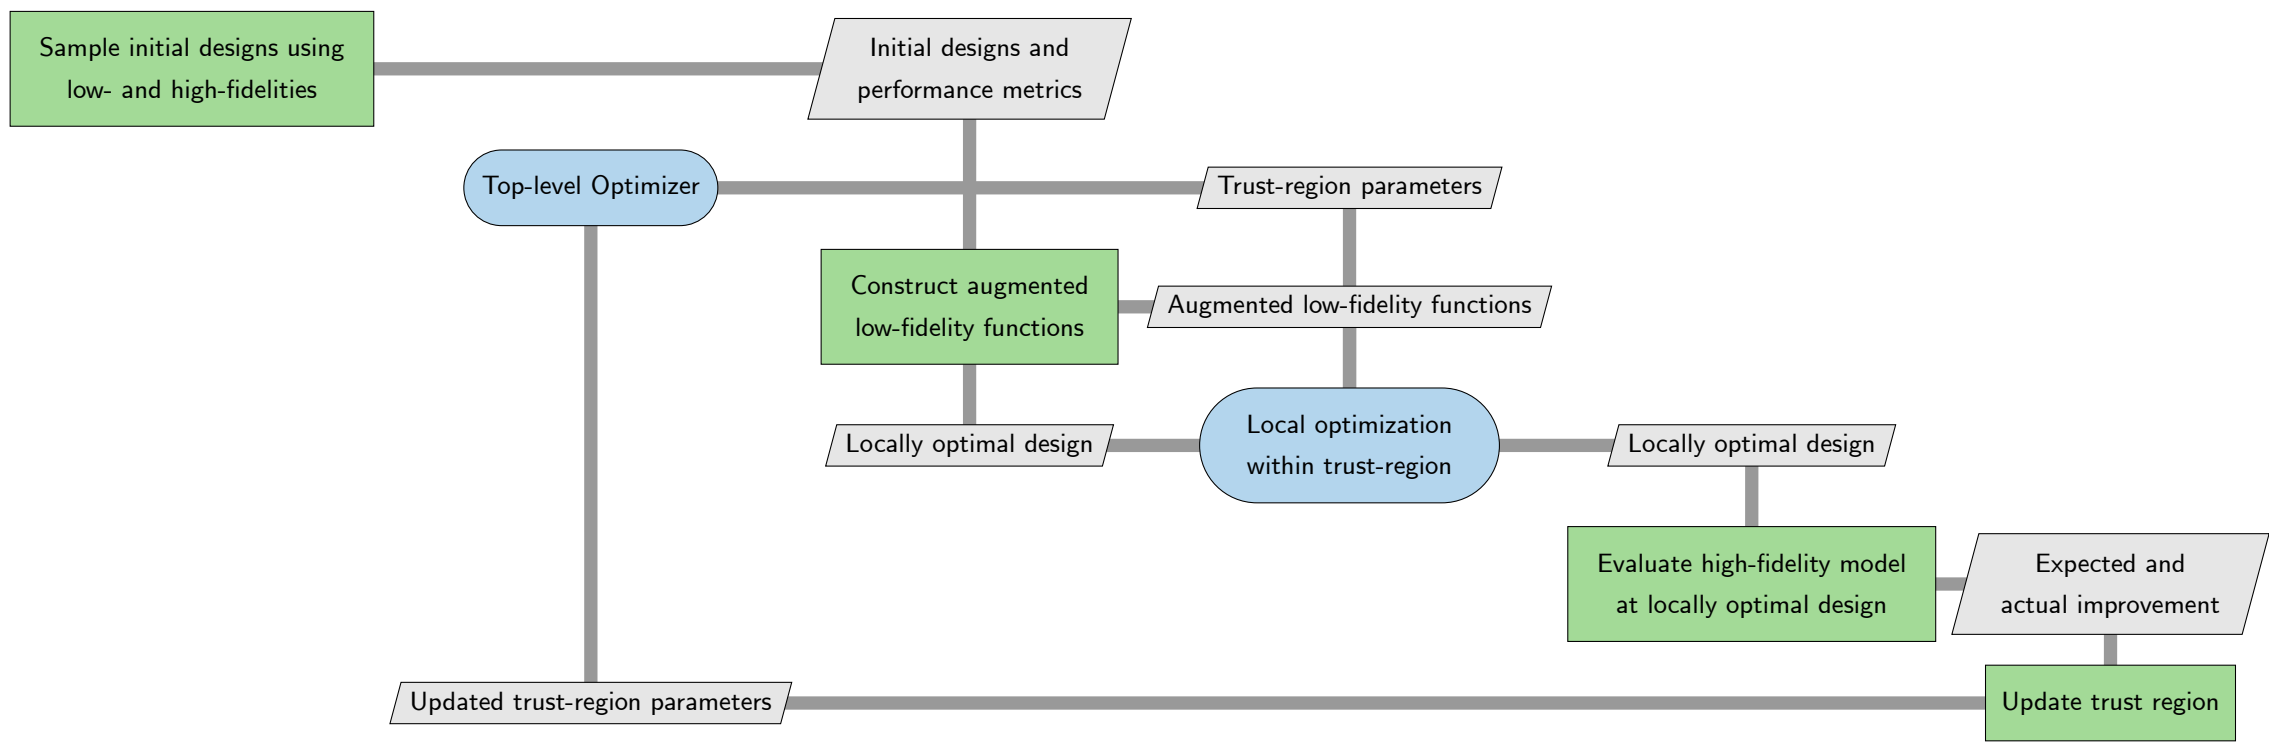 Sample initial designs using
low- and high-fidelities
Initial designs and
performance metrics
Top-level Optimizer
Trust-region parameters
Construct augmented
low-fidelity functions
Augmented low-fidelity functions
Locally optimal design
Local optimization
within trust-region
Locally optimal design
Evaluate high-fidelity model
at locally optimal design
Expected and
actual improvement
Updated trust-region parameters
Update trust region